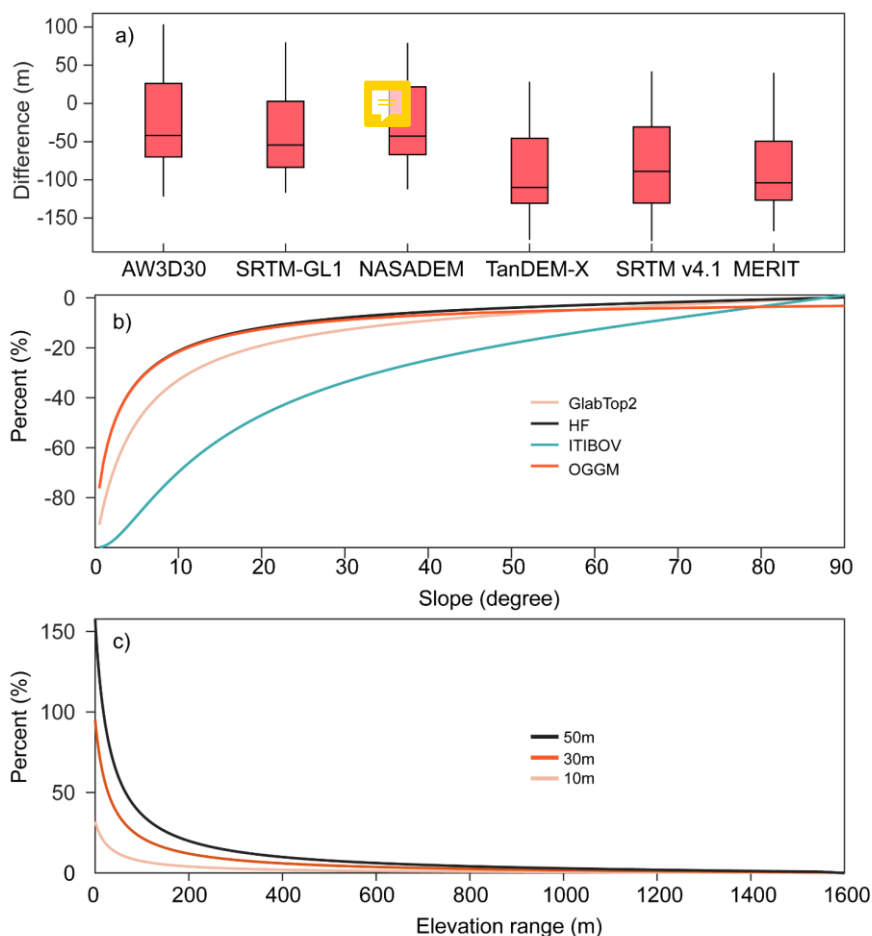 a)
Difference (m)
100
50
0
-50
-100
-150
AW3D30 SRTM-GL1 NASADEM TanDEM-X SRTM v4.1 MERIT
b)
Percent (%)
0
-20
-40
-60
-80
GlabTop2
HF
ITIBOV
OGGM
0 10 20 30 40 50 60 70 80 90
Slope (degree)
c)
Percent (%)
150
100
50
0
50m
30m
10m
0 200 400 600 800 1000 1200 1400 1600
Elevation range (m)